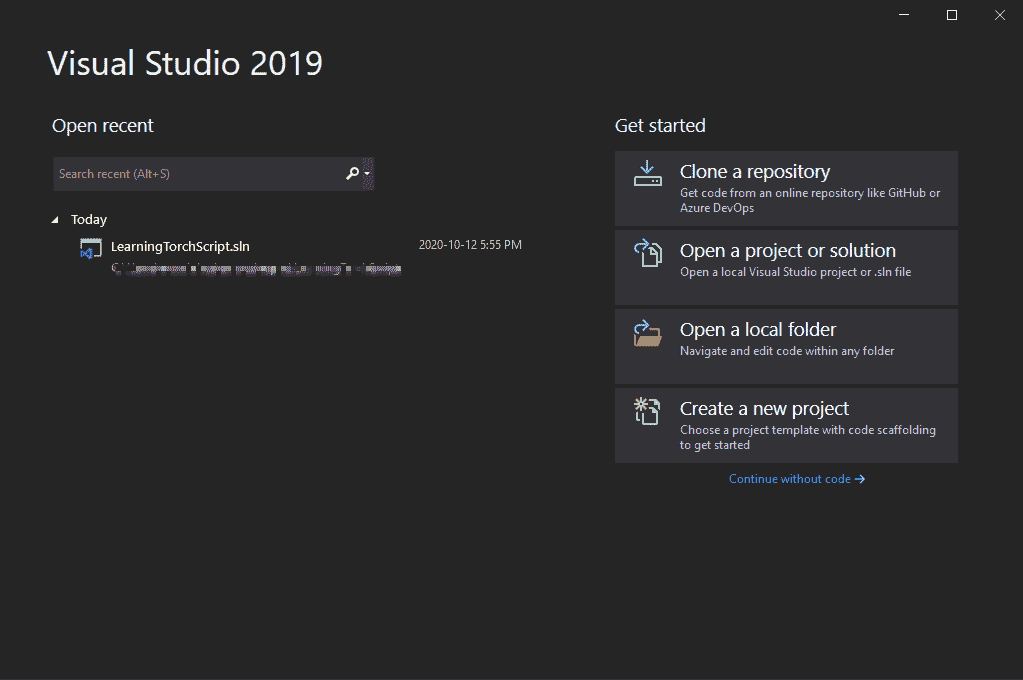 Visual Studio 2019
Open recent
Search recent (Alt+S)
Today
LearningTorchScript.sln
2020-10-12 5:55 PM
Get started
Clone a repository
Get code from an online repository like GitHub or
Azure DevOps
Open a project or solution
Open a local Visual Studio project or .sln file
Open a local folder
Navigate and edit code within any folder
Create a new project
Choose a project template with code scaffolding
to get started
Continue without code